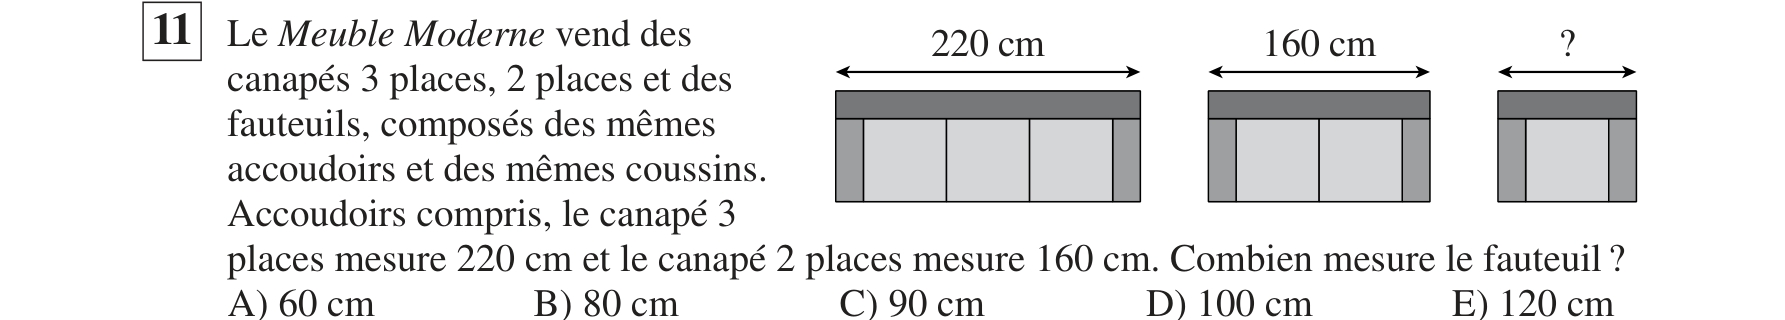 11 Le Meuble Moderne vend des
canapés 3 places, 2 places et des
fauteuils, composés des mêmes
accoudoirs et des mêmes coussins.
Accoudoirs compris, le canapé 3
places mesure 220 cm et le canapé 2 places mesure 160 cm. Combien mesure le fauteuil ?
220 cm 160 cm ?
A) 60 cm B) 80 cm C) 90 cm D) 100 cm E) 120 cm